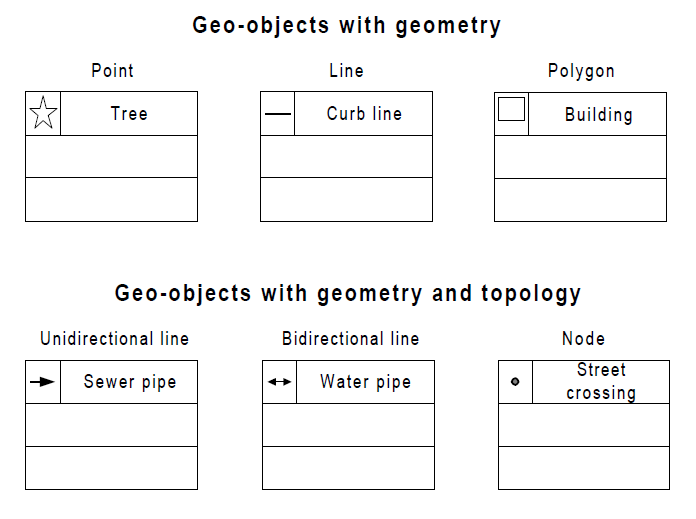 Geo-objects with geometry
Point
Line
Polygon
Tree
Curb line
Building
Geo-objects with geometry and topology
Unidirectional line
Bidirectional line
Node
Sewer pipe
Water pipe
Street
crossing